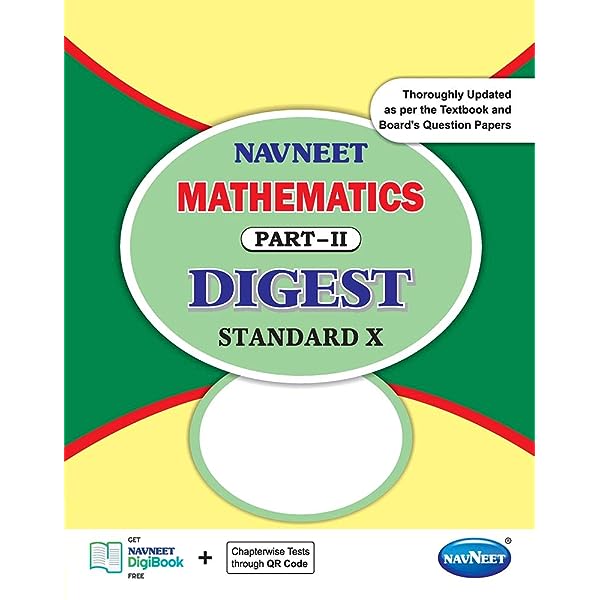 Thoroughly Updated
as per the Textbook and
Board's Question Papers
NAVNEET
MATHEMATICS
PART-II
DIGEST
STANDARD X
GET
NAVNEET
DigiBook
FREE
+
Chapterwise Tests
through QR Code
NAVNEET®